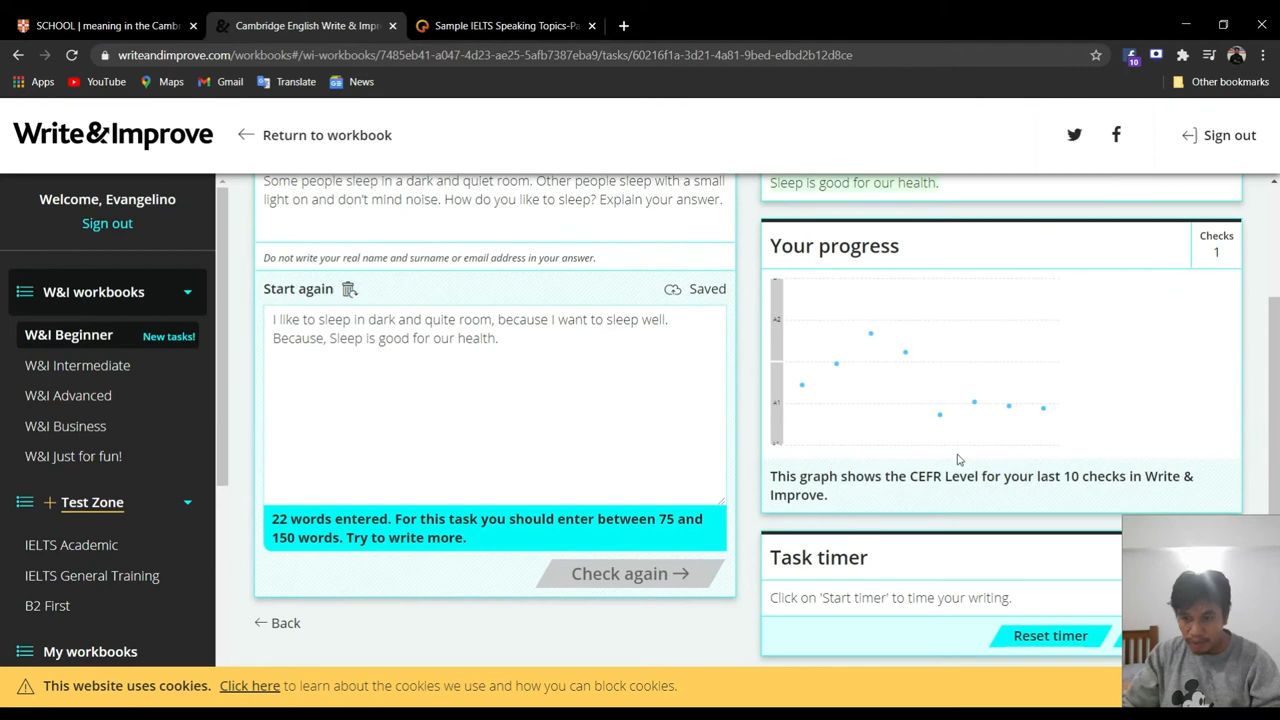 SCHOOL | meaning in the Camb
Cambridge English Write & Impr
Sample IELTS Speaking Topics-Pa
writeandimprove.com/workbooks#/wi-workbooks/7485eb41-a047-4d23-ae25-5afb7387eba9/tasks/60216f1a-3d21-4a81-9bed-edbd2b12d8ce
10
Apps
YouTube
Maps
Gmail
Translate
News
Other bookmarks
Write&Improve
Return to workbook
Sign out
Welcome, Evangelino
Sign out
W&I workbooks
W&I Beginner
New tasks!
W&I Intermediate
W&I Advanced
W&I Business
W&I Just for fun!
Test Zone
IELTS Academic
IELTS General Training
B2 First
My workbooks
Some people sleep in a dark and quiet room. Other people sleep with a small
light on and don't mind noise. How do you like to sleep? Explain your answer.
Do not write your real name and surname or email address in your answer.
Start again
Saved
I like to sleep in dark and quite room, because I want to sleep well.
Because, Sleep is good for our health.
22 words entered. For this task you should enter between 75 and
150 words. Try to write more.
Check again
Back
Sleep is good for our health.
Your progress
Checks
1
A2
A1
This graph shows the CEFR Level for your last 10 checks in Write &
Improve.
Task timer
Click on 'Start timer' to time your writing.
Reset timer
This website uses cookies. Click here to learn about the cookies we use and how you can block cookies.